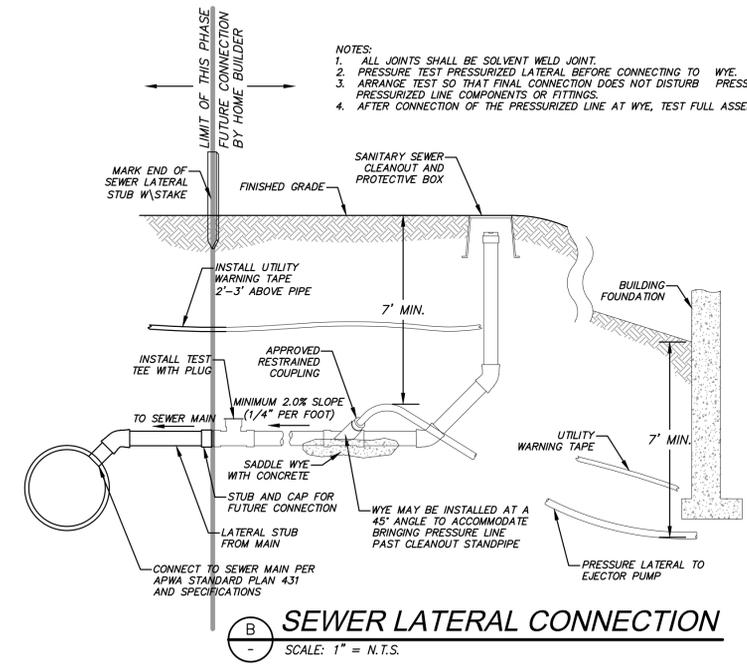 LIMIT OF THIS PHASE
FUTURE CONNECTION
BY HOME BUILDER
NOTES:
1. ALL JOINTS SHALL BE SOLVENT WELD JOINT.
2. PRESSURE TEST PRESSURIZED LATERAL BEFORE CONNECTING TO WYE.
3. ARRANGE TEST SO THAT FINAL CONNECTION DOES NOT DISTURB PRESS
PRESSURIZED LINE COMPONENTS OR FITTINGS.
4. AFTER CONNECTION OF THE PRESSURIZED LINE AT WYE, TEST FULL ASSE
MARK END OF
SEWER LATERAL
STUB W\STAKE
FINISHED GRADE
SANITARY SEWER
CLEANOUT AND
PROTECTIVE BOX
INSTALL UTILITY
WARNING TAPE
2'-3' ABOVE PIPE
7' MIN.
BUILDING
FOUNDATION
INSTALL TEST
TEE WITH PLUG
APPROVED
RESTRAINED
COUPLING
MINIMUM 2.0% SLOPE
(1/4" PER FOOT)
TO SEWER MAIN
SADDLE WYE
WITH CONCRETE
UTILITY
WARNING TAPE
7' MIN.
STUB AND CAP FOR
FUTURE CONNECTION
LATERAL STUB
FROM MAIN
WYE MAY BE INSTALLED AT A
45° ANGLE TO ACCOMMODATE
BRINGING PRESSURE LINE
PAST CLEANOUT STANDPIPE
PRESSURE LATERAL TO
EJECTOR PUMP
CONNECT TO SEWER MAIN PER
APWA STANDARD PLAN 431
AND SPECIFICATIONS
B
-
SEWER LATERAL CONNECTION
SCALE: 1" = N.T.S.